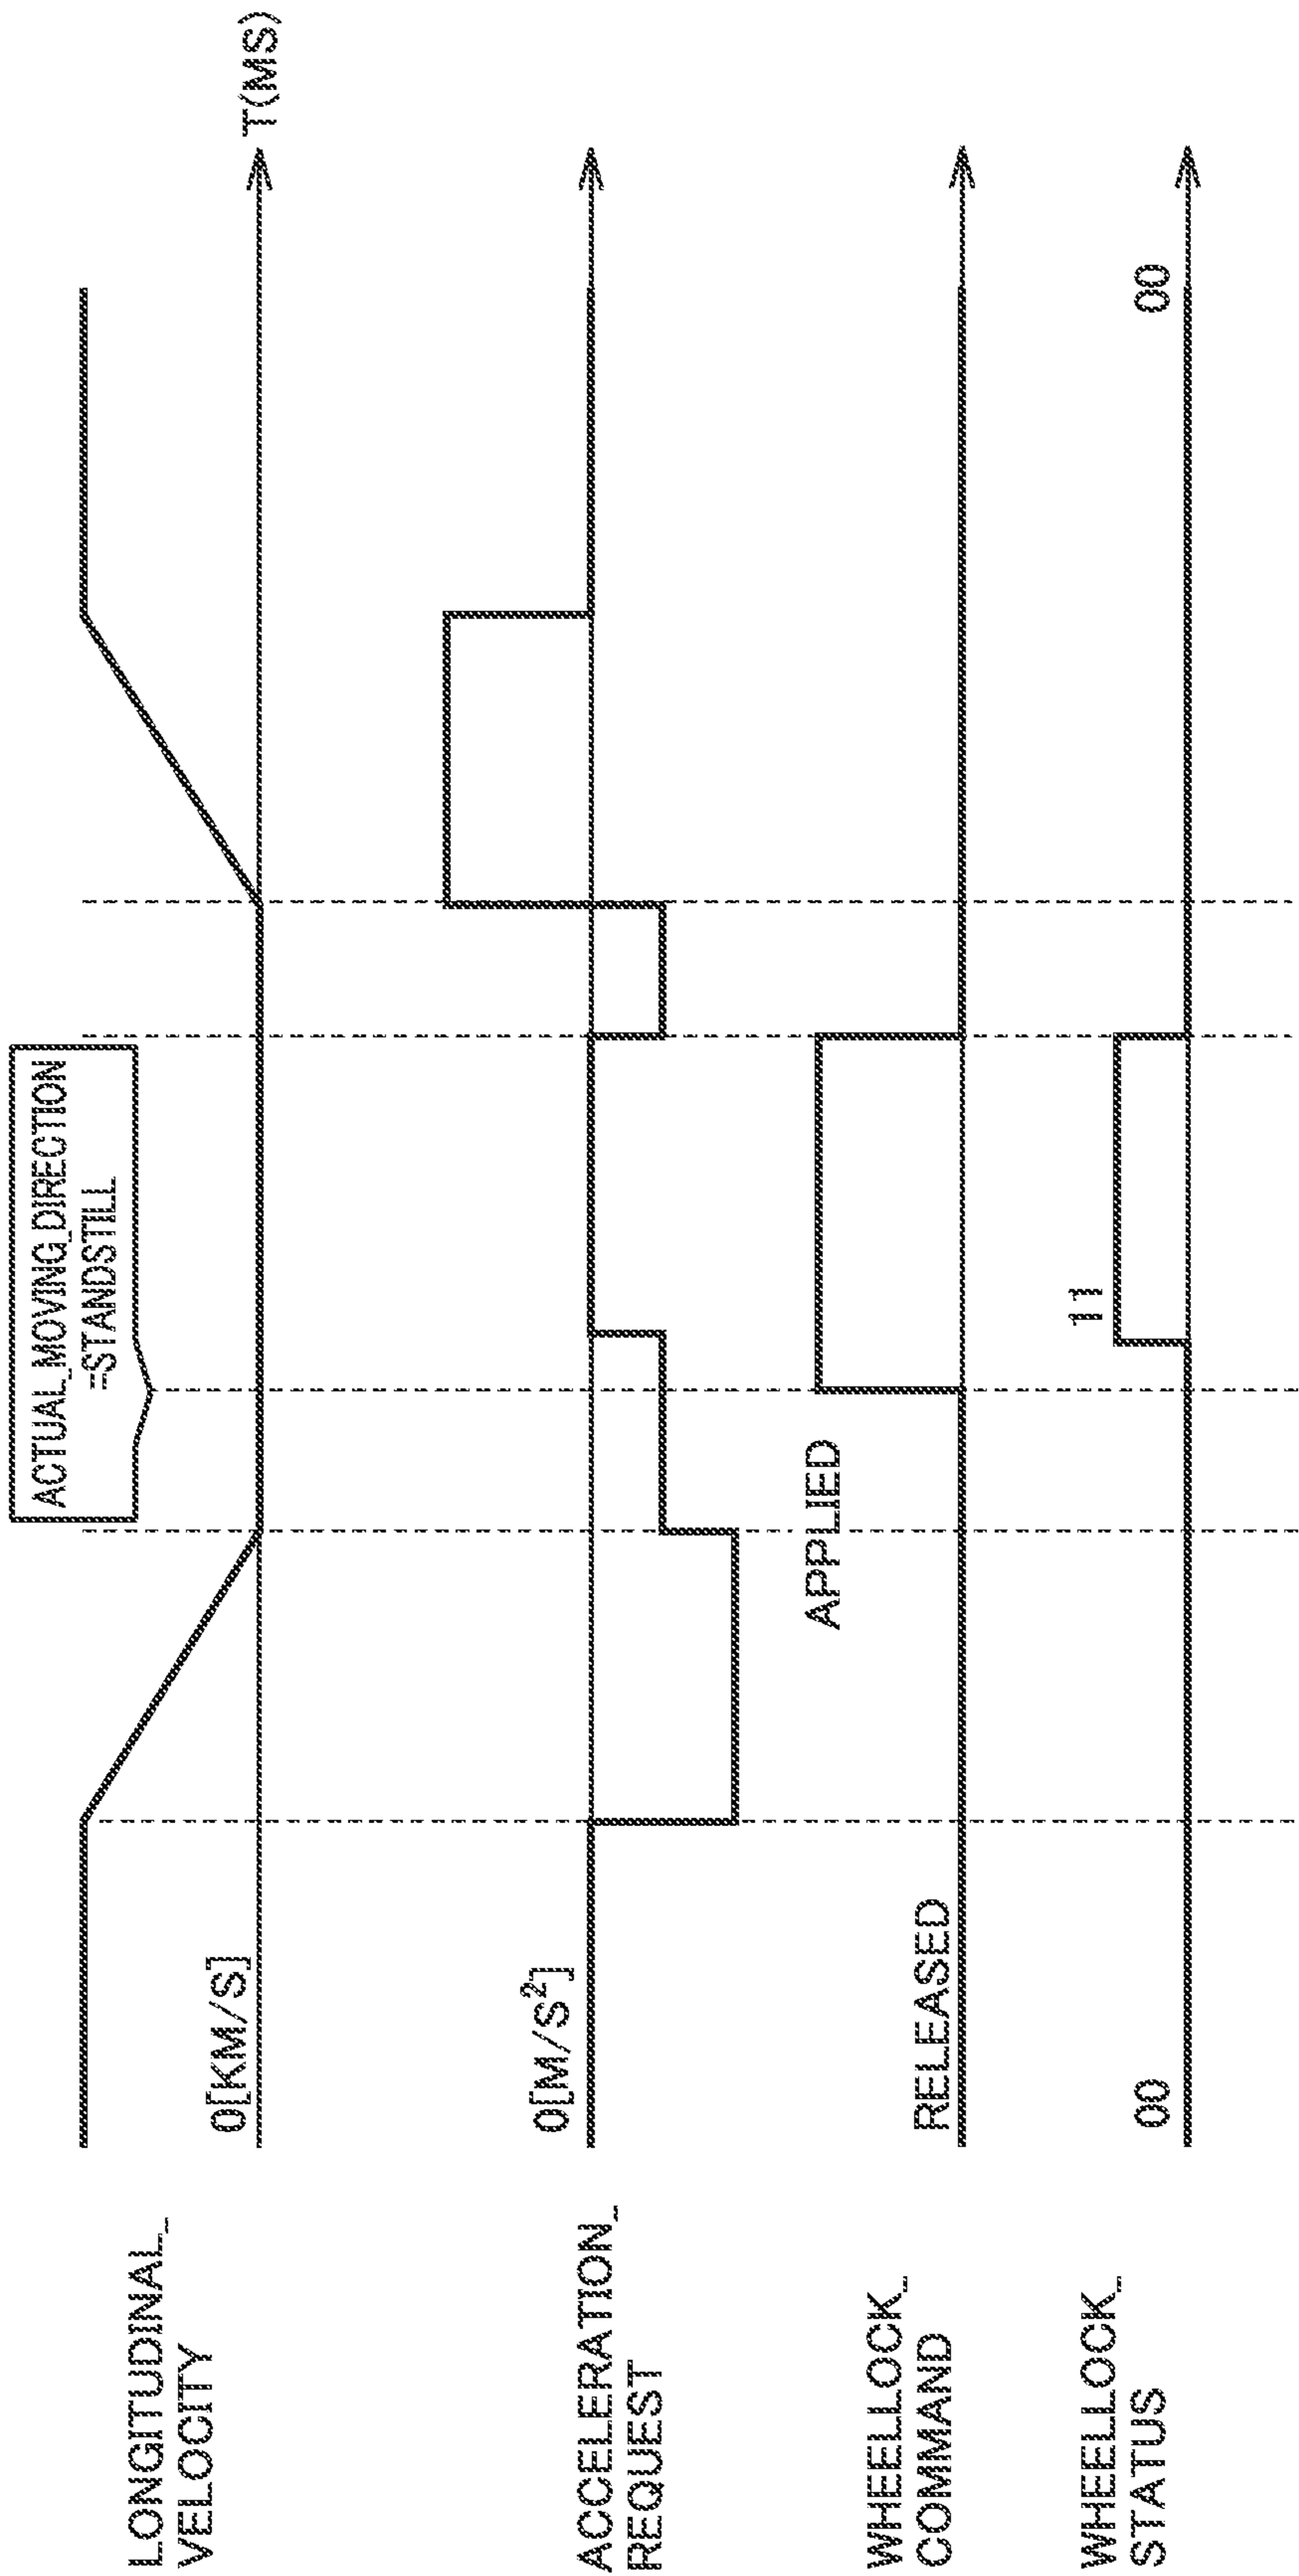 ACTUAL_MOVING_DIRECTION
=STANDSTILL
LONGITUDINAL_
VELOCITY
0[KM/S]
T(MS)
ACCELERATION_
REQUEST
0[M/S²]
WHEELLOCK_
COMMAND
RELEASED
APPLIED
WHEELLOCK_
STATUS
00
11
00